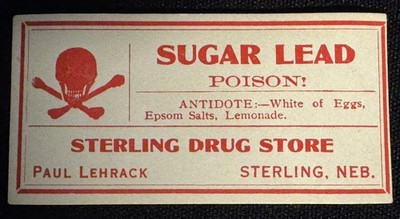 SUGAR LEAD
POISON!
ANTIDOTE:—White of Eggs,
Epsom Salts, Lemonade.
STERLING DRUG STORE
PAUL LEHRACK STERLING, NEB.